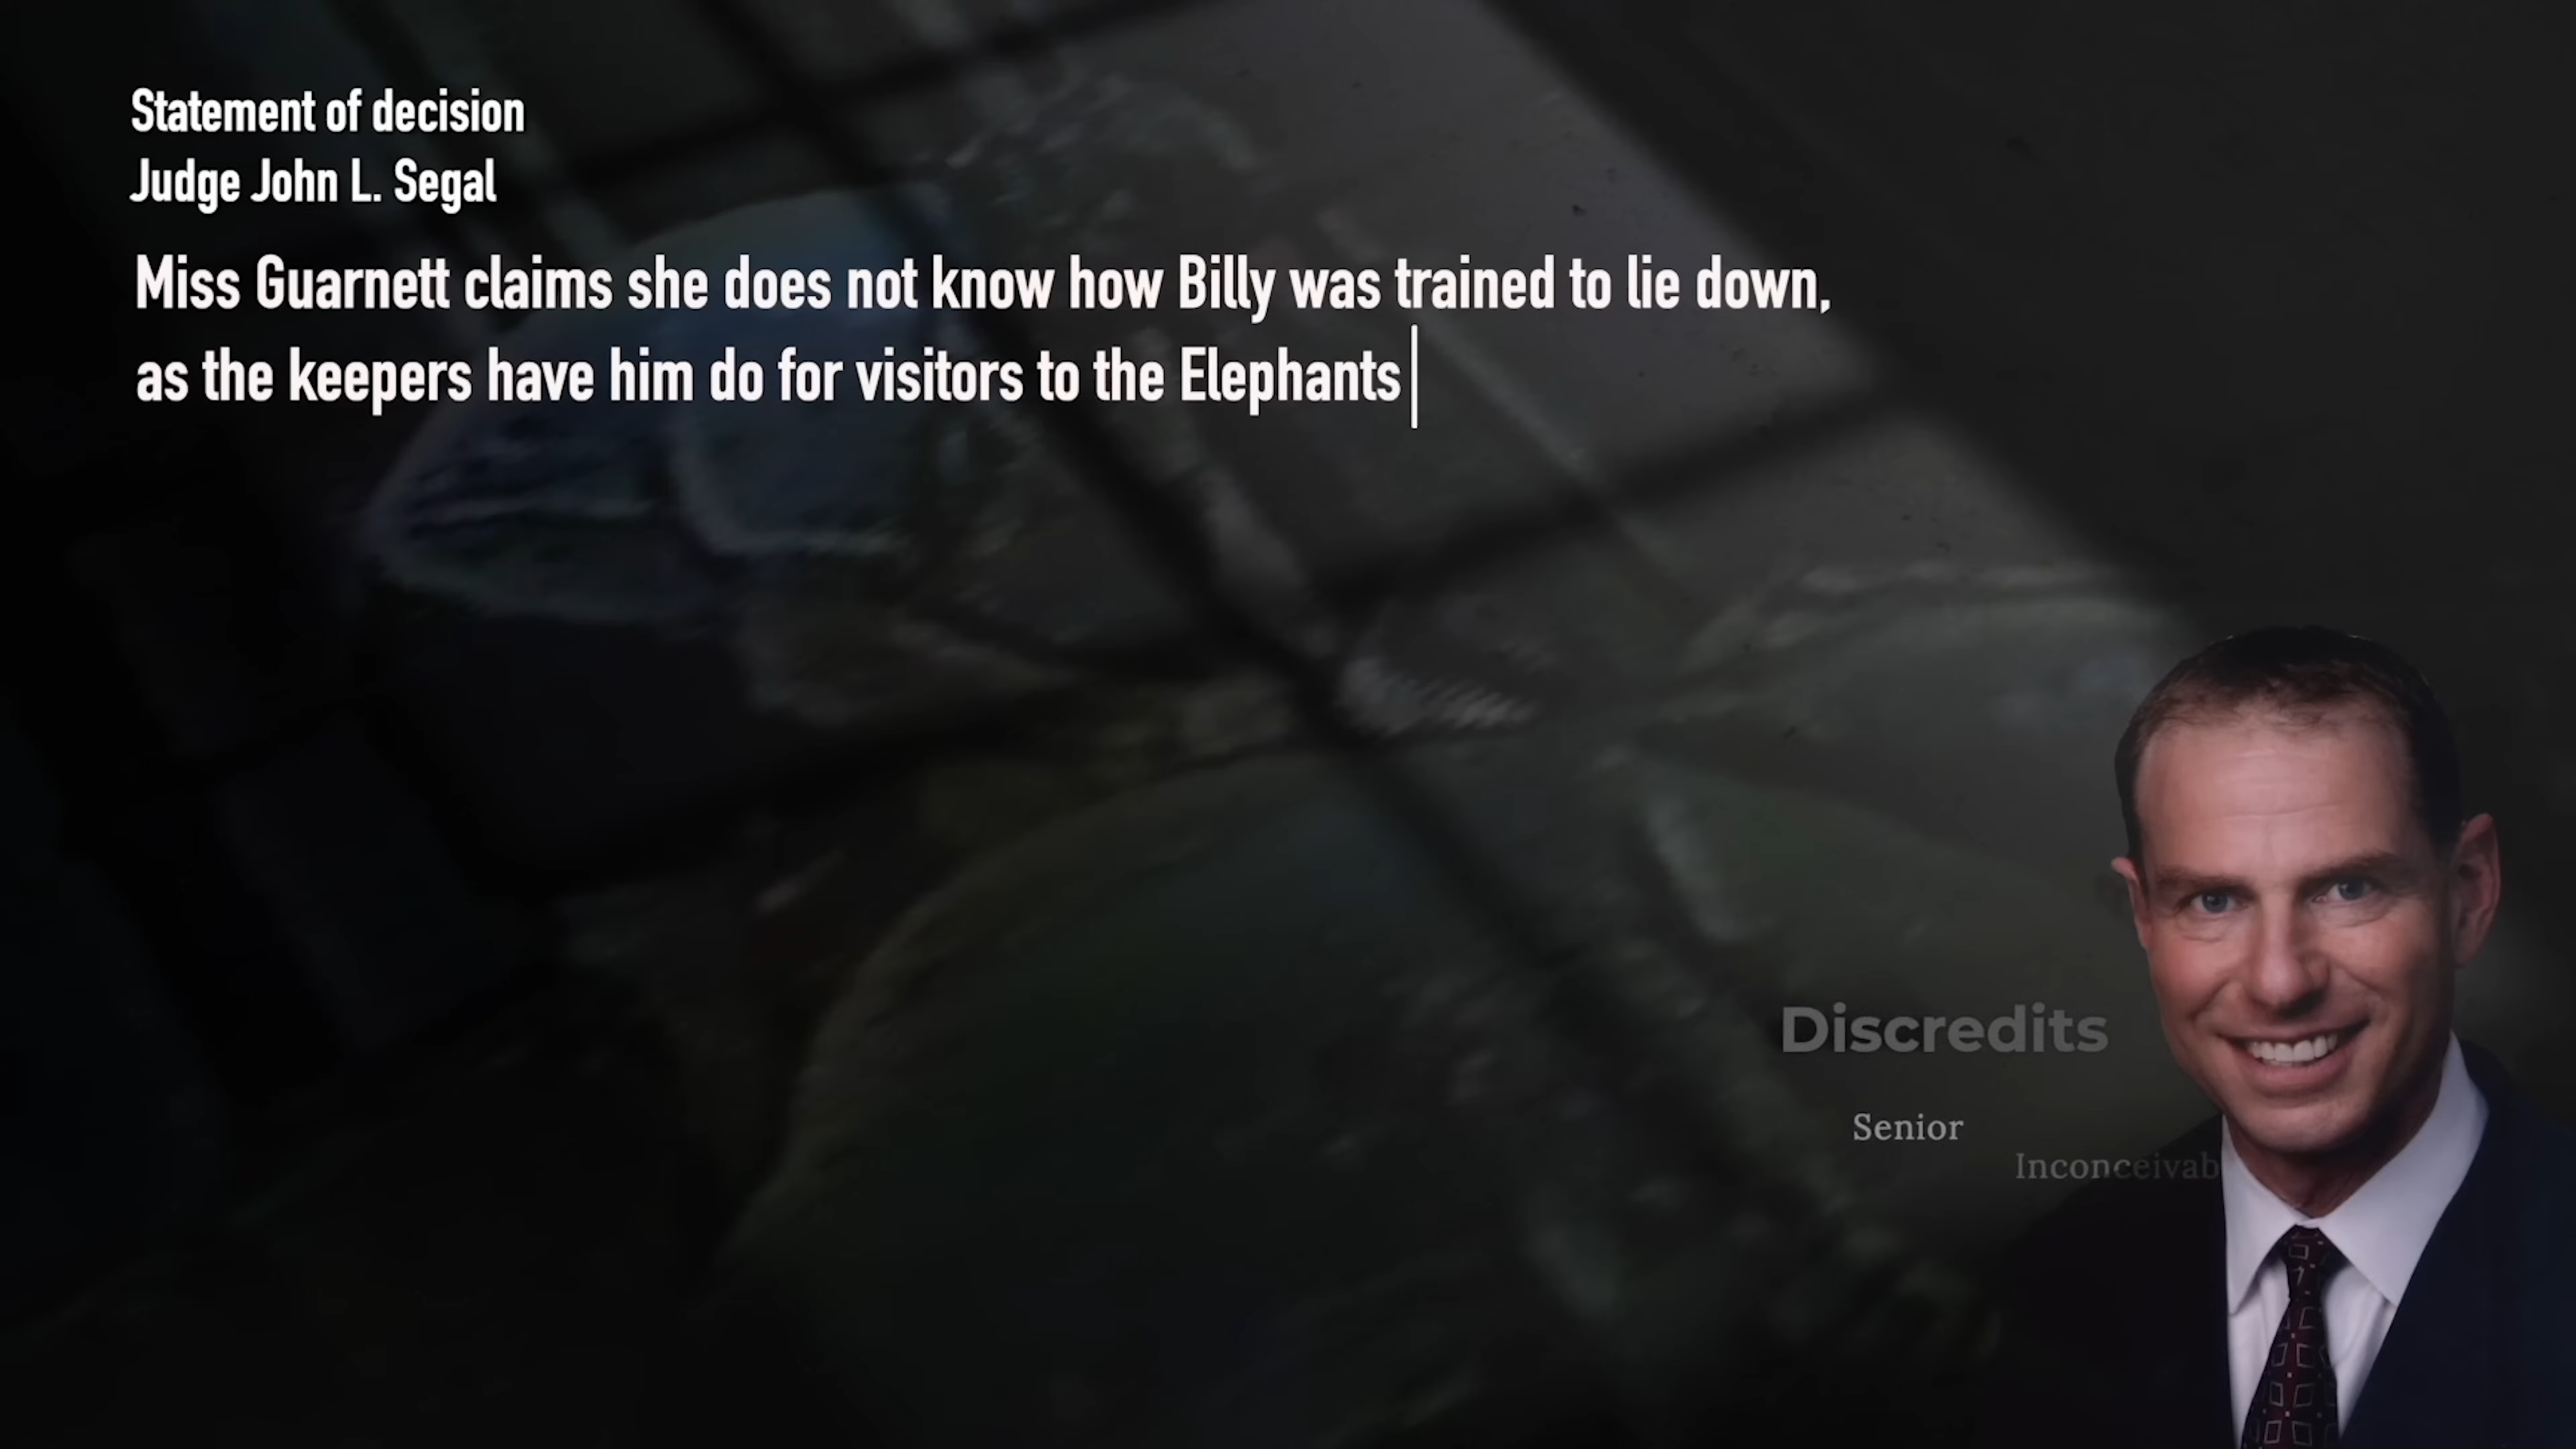 Statement of decision
Judge John L. Segal
Miss Guarnett claims she does not know how Billy was trained to lie down,
as the keepers have him do for visitors to the Elephants
Discredits
Senior
Inconceivab